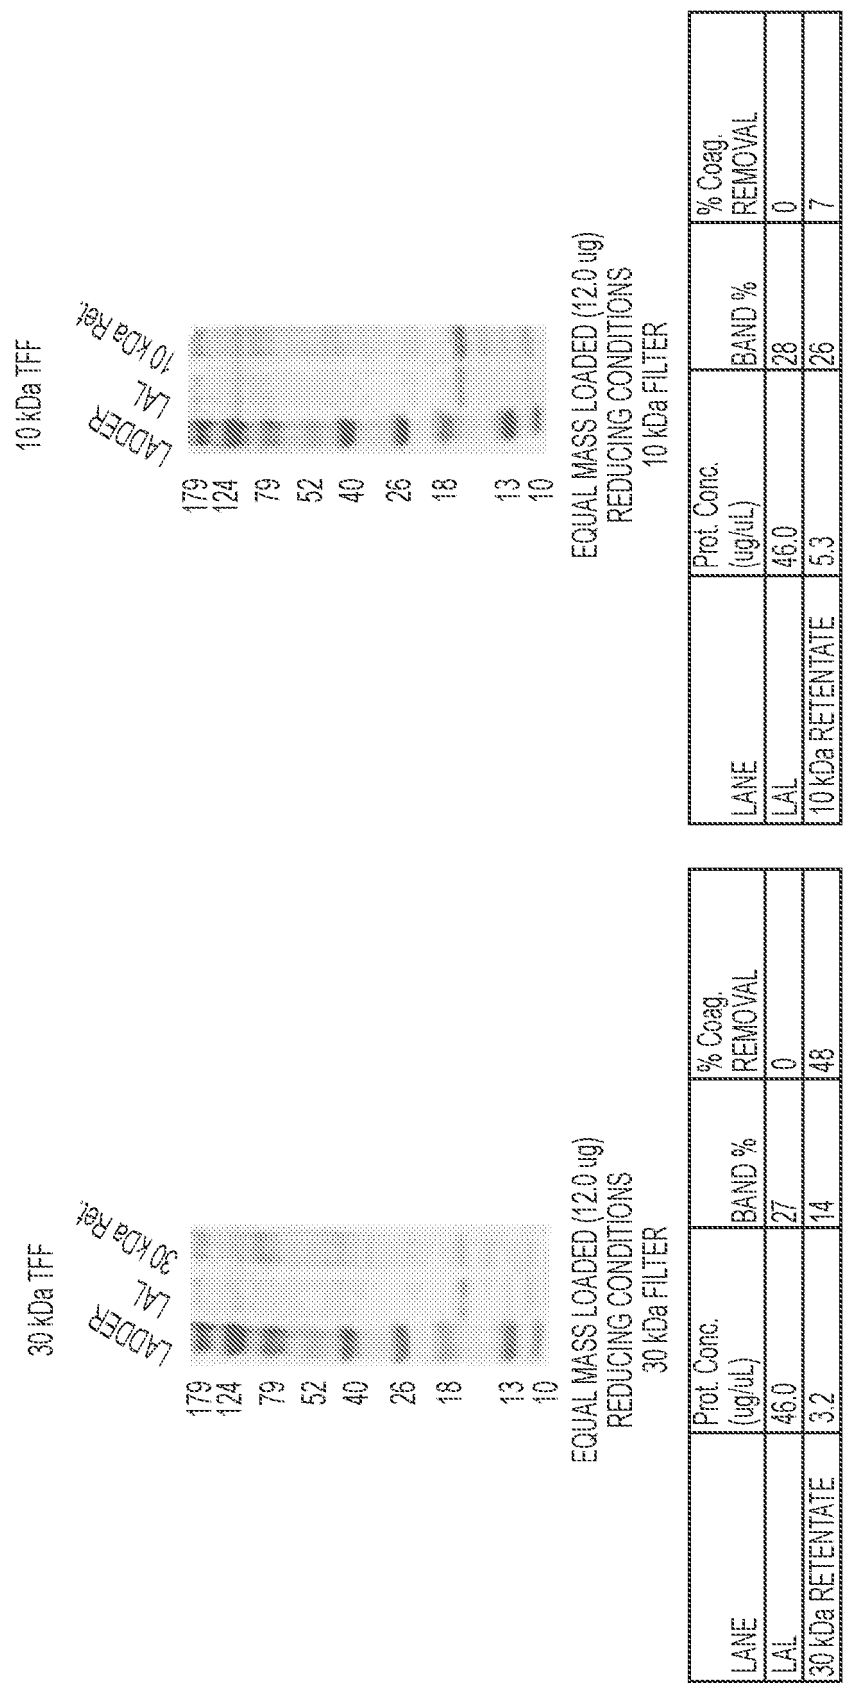 30 kDa TFF
LADDER
LAL
30 kDa Ret.
179
124
79
52
40
26
18
13
10
EQUAL MASS LOADED (12.0 ug)
REDUCING CONDITIONS
30 kDa FILTER
LANE Prot. Conc. (ug/uL) BAND % % Coag. REMOVAL
LAL 46.0 27 0
30 kDa RETENTATE 3.2 14 48
10 kDa TFF
LADDER
LAL
10 kDa Ret.
179
124
79
52
40
26
18
13
10
EQUAL MASS LOADED (12.0 ug)
REDUCING CONDITIONS
10 kDa FILTER
LANE Prot. Conc. (ug/uL) BAND % % Coag. REMOVAL
LAL 46.0 28 0
10 kDa RETENTATE 5.3 26 7